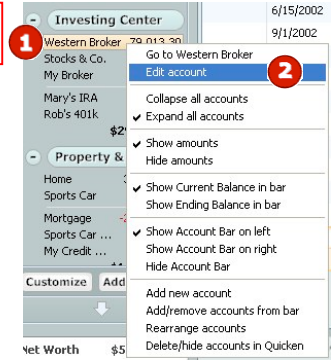 6/15/2002
Investing Center
9/1/2002
1
Western Broker 79,013.30
Go to Western Broker
Stocks & Co.
Edit account
2
My Broker
Collapse all accounts
Mary's IRA
Expand all accounts
Rob's 401k
$2
Show amounts
Property &
Hide amounts
Home
Show Current Balance in bar
Sports Car
Show Ending Balance in bar
Mortgage -2
Show Account Bar on left
Sports Car ...
Show Account Bar on right
My Credit ...
Hide Account Bar
Customize Add
Add new account
Add/remove accounts from bar
Rearrange accounts
Net Worth $5
Delete/hide accounts in Quicken